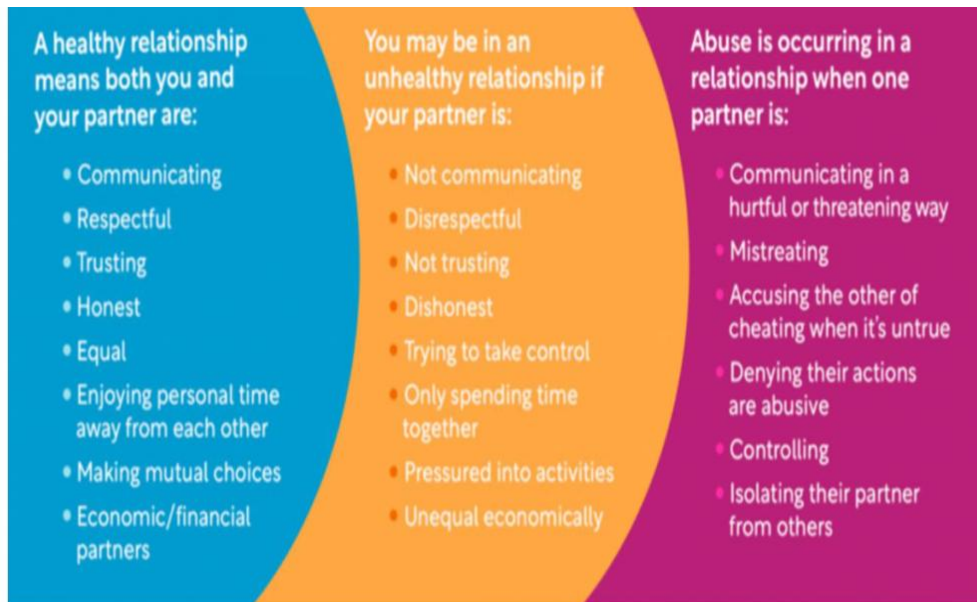 A healthy relationship
means both you and
your partner are:
• Communicating
• Respectful
• Trusting
• Honest
• Equal
• Enjoying personal time
away from each other
• Making mutual choices
• Economic/financial
partners
You may be in an
unhealthy relationship if
your partner is:
• Not communicating
• Disrespectful
• Not trusting
• Dishonest
• Trying to take control
• Only spending time
together
• Pressured into activities
• Unequal economically
Abuse is occurring in a
relationship when one
partner is:
• Communicating in a
hurtful or threatening way
• Mistreating
• Accusing the other of
cheating when it's untrue
• Denying their actions
are abusive
• Controlling
• Isolating their partner
from others